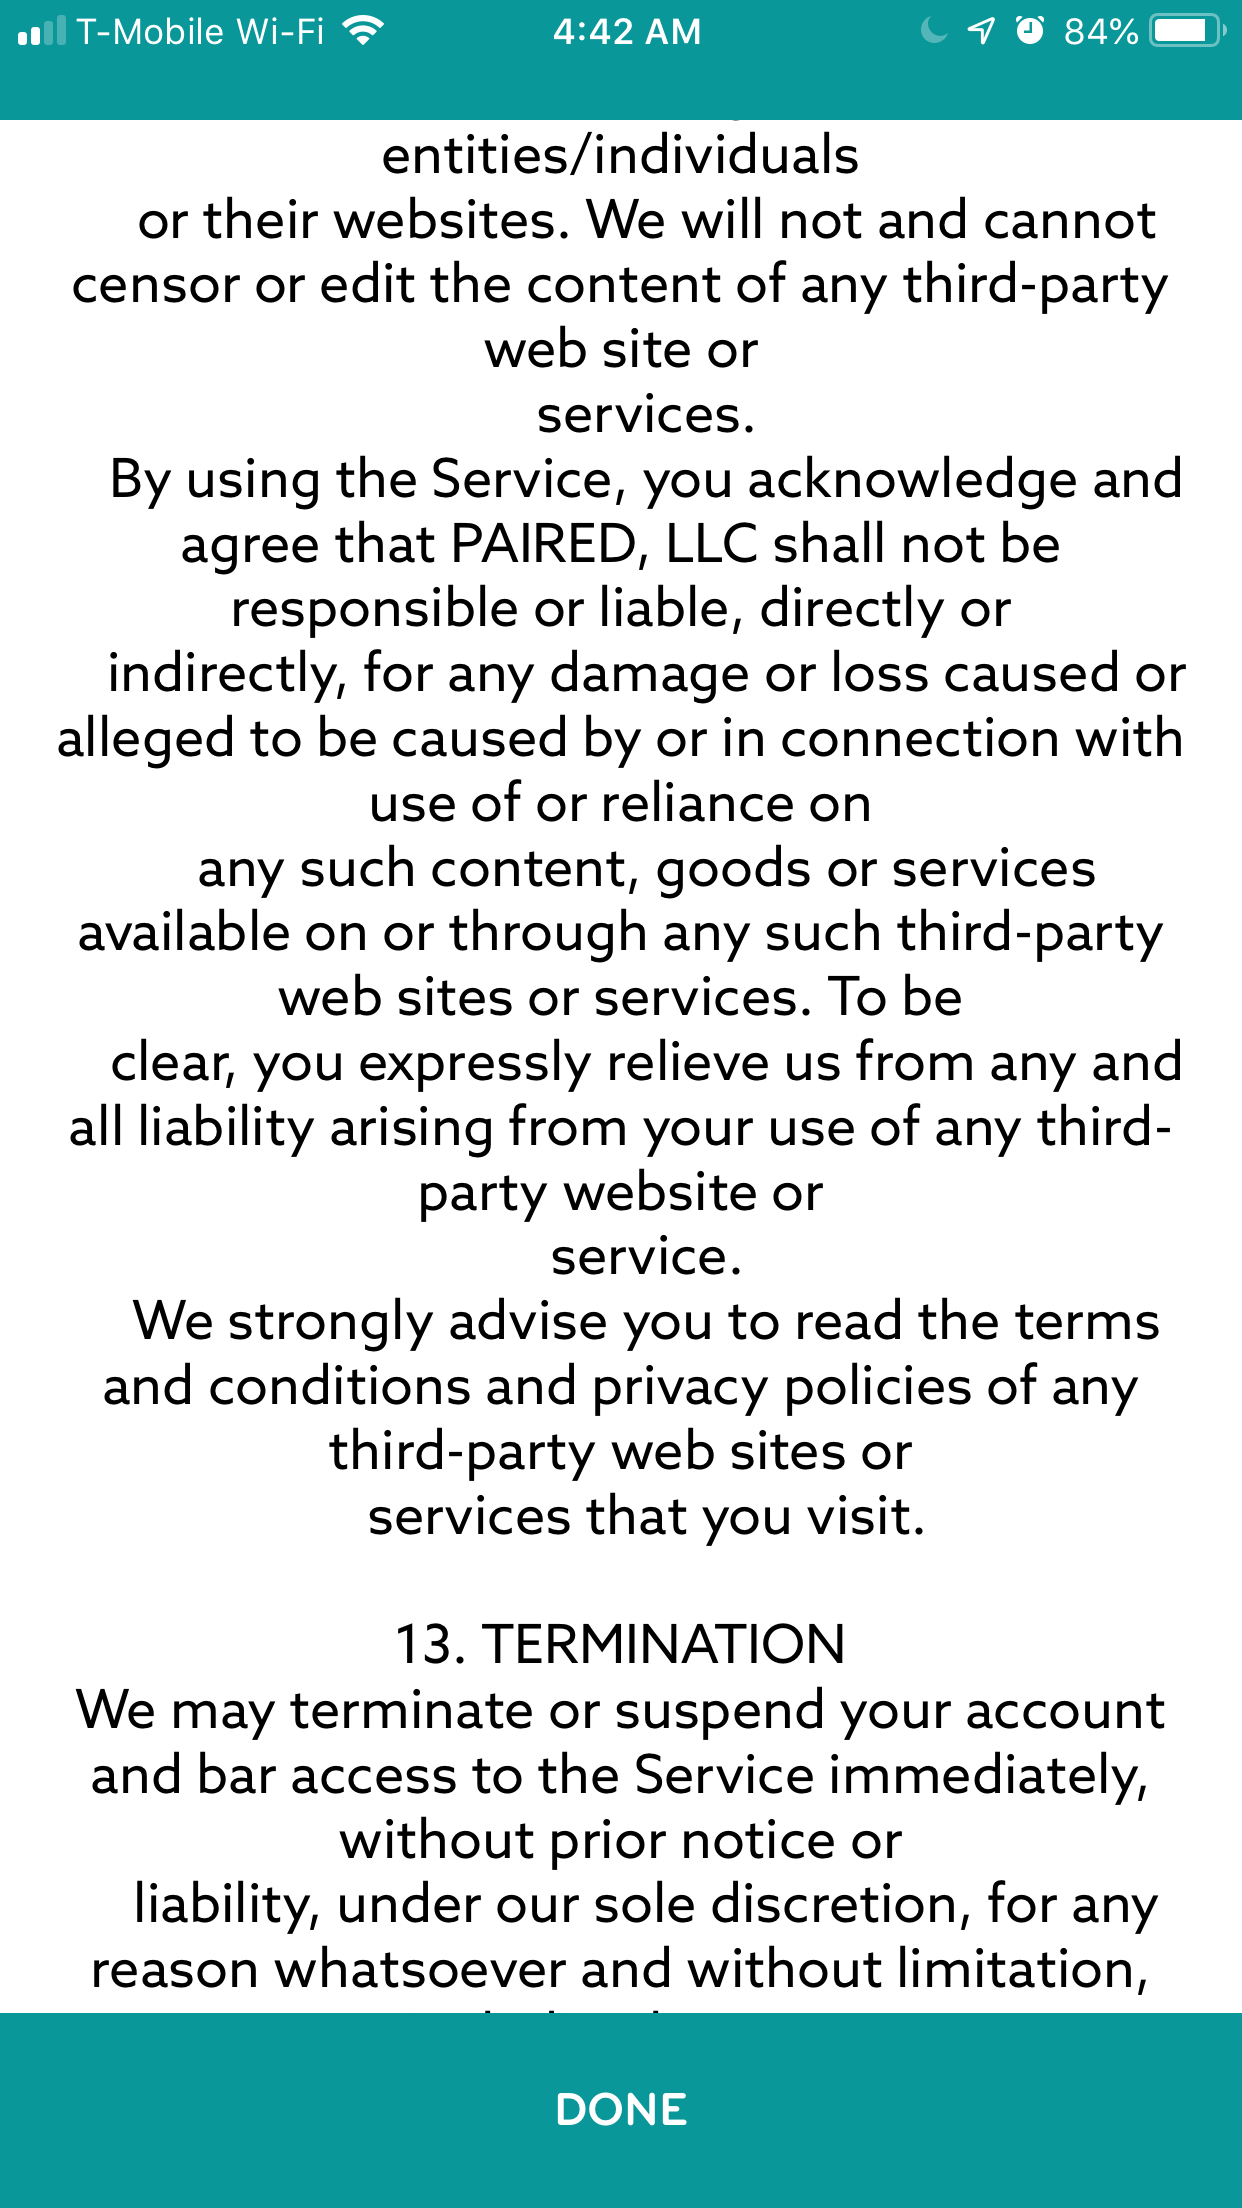 T-Mobile Wi-Fi 4:42 AM 84%
entities/individuals
or their websites. We will not and cannot
censor or edit the content of any third-party
web site or
services.
By using the Service, you acknowledge and
agree that PAIRED, LLC shall not be
responsible or liable, directly or
indirectly, for any damage or loss caused or
alleged to be caused by or in connection with
use of or reliance on
any such content, goods or services
available on or through any such third-party
web sites or services. To be
clear, you expressly relieve us from any and
all liability arising from your use of any third-
party website or
service.
We strongly advise you to read the terms
and conditions and privacy policies of any
third-party web sites or
services that you visit.
13. TERMINATION
We may terminate or suspend your account
and bar access to the Service immediately,
without prior notice or
liability, under our sole discretion, for any
reason whatsoever and without limitation,
DONE